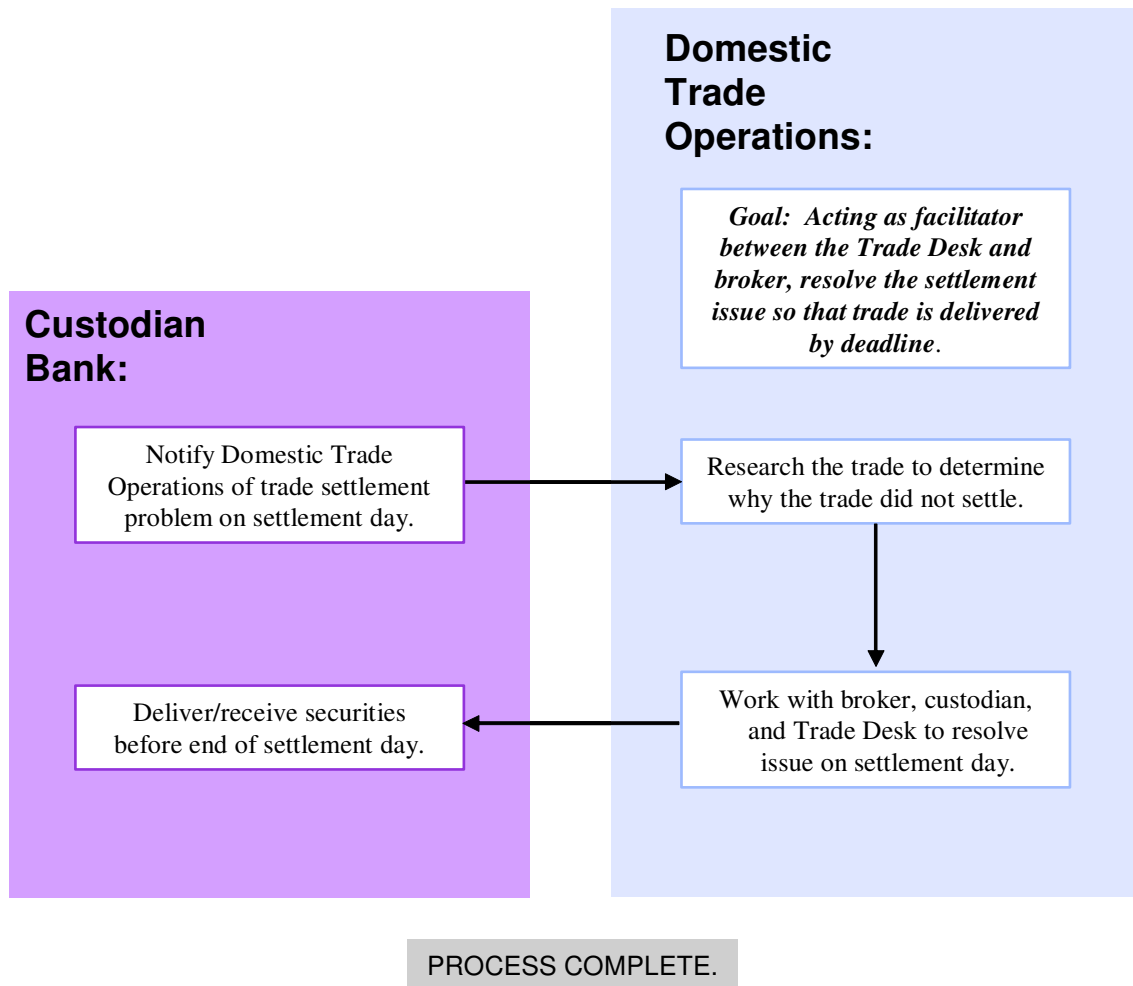 Domestic
Trade
Operations:
Goal:  Acting as facilitator
between the Trade Desk and
broker, resolve the settlement
issue so that trade is delivered
by deadline.
Custodian
Bank:
Notify Domestic Trade
Operations of trade settlement
problem on settlement day.
Research the trade to determine
why the trade did not settle.
Work with broker, custodian,
and Trade Desk to resolve
issue on settlement day.
Deliver/receive securities
before end of settlement day.
PROCESS COMPLETE.